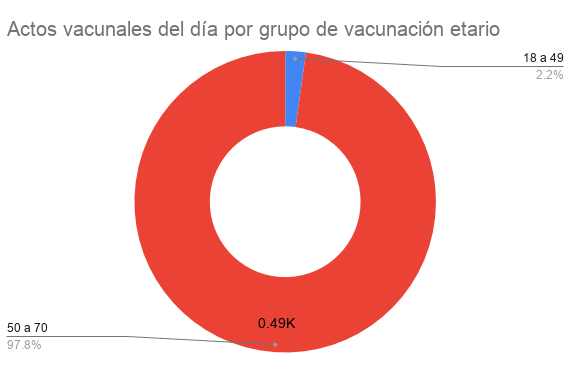 Actos vacunales del día por grupo de vacunación etario
18 a 49
2.2%
0.49K
50 a 70
97.8%